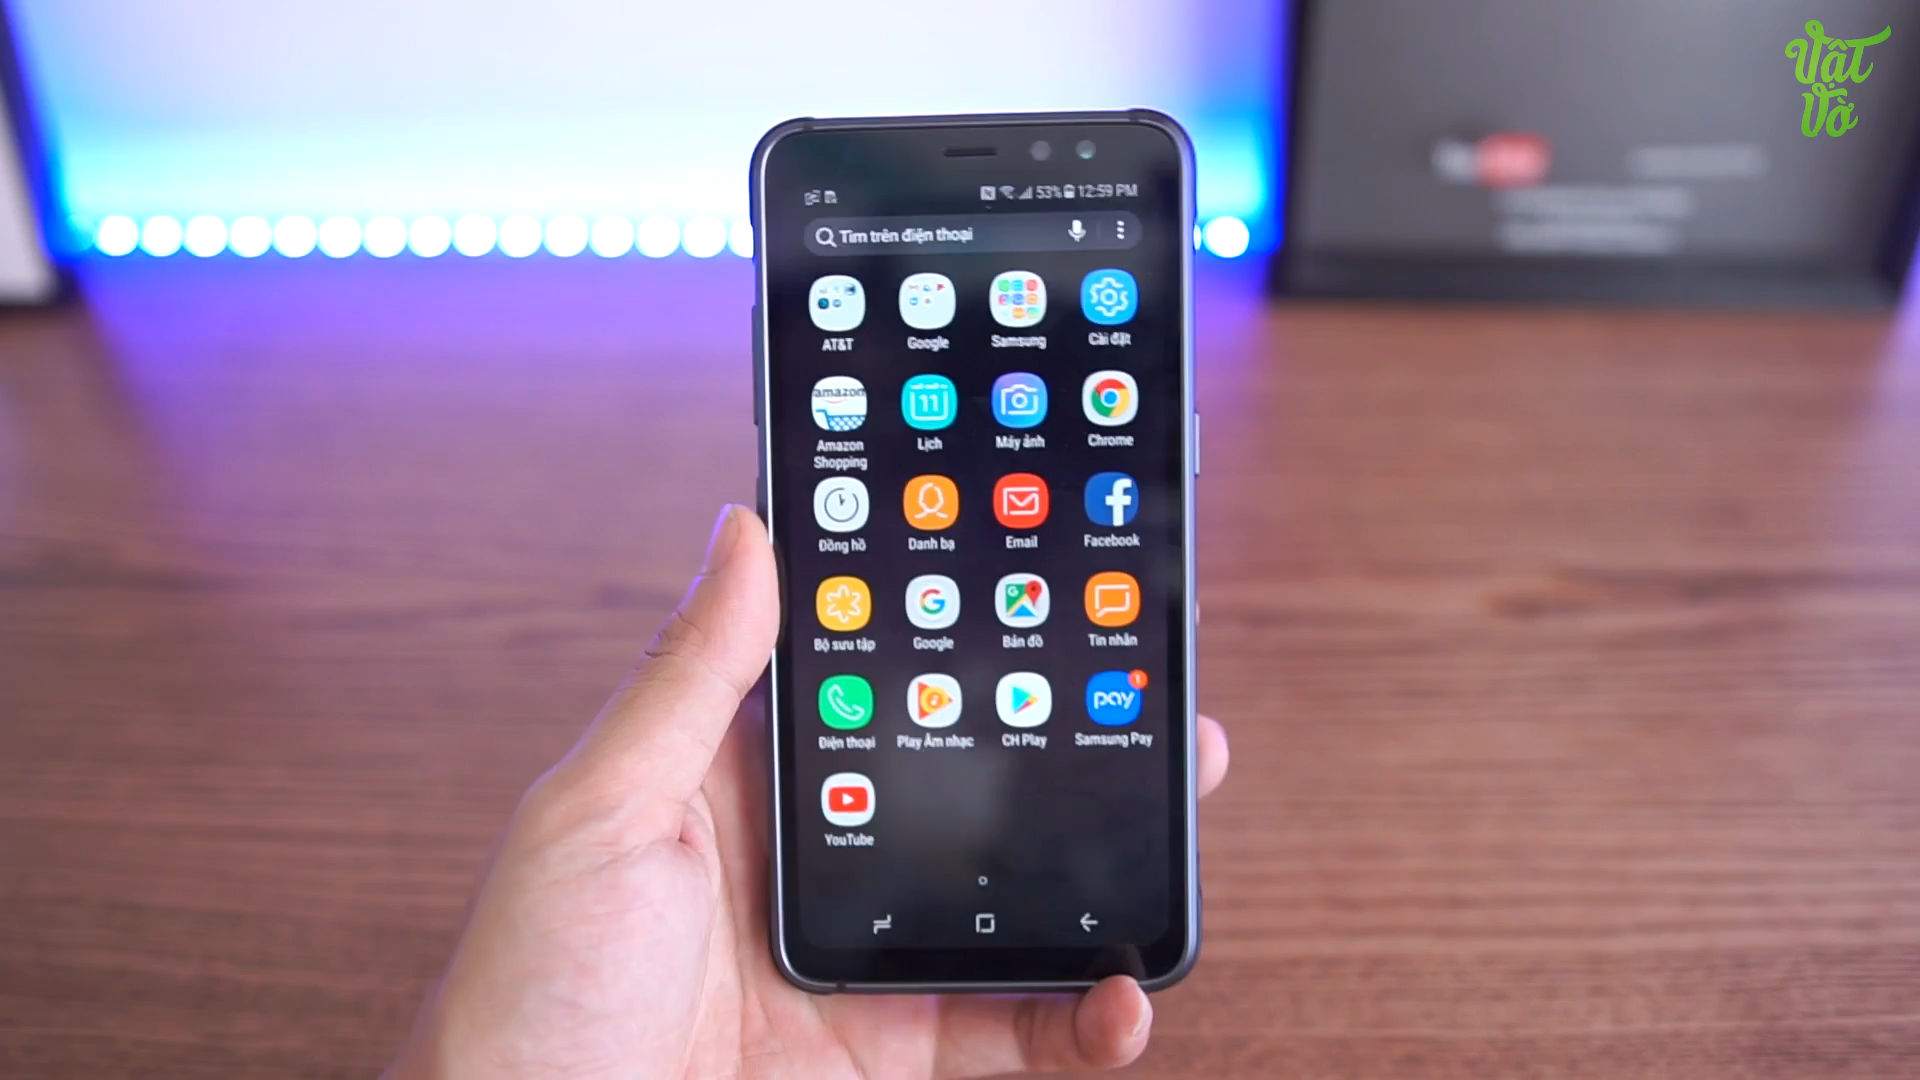 Vật
Vờ
53% 12:59 PM
Tìm trên điện thoại
AT&T
Google
Samsung
Cài đặt
amazon
11
Amazon
Shopping
Lịch
Máy ảnh
Chrome
Đồng hồ
Danh bạ
Email
Facebook
Bộ sưu tập
Google
Bản đồ
Tin nhắn
pay
1
Điện thoại
Play Âm nhạc
CH Play
Samsung Pay
YouTube